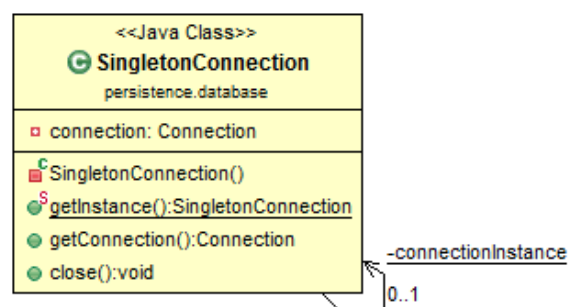 <<Java Class>>
C SingletonConnection
persistence.database
connection: Connection
C SingletonConnection()
S getInstance():SingletonConnection
getConnection():Connection
close():void
-connectionInstance
0..1